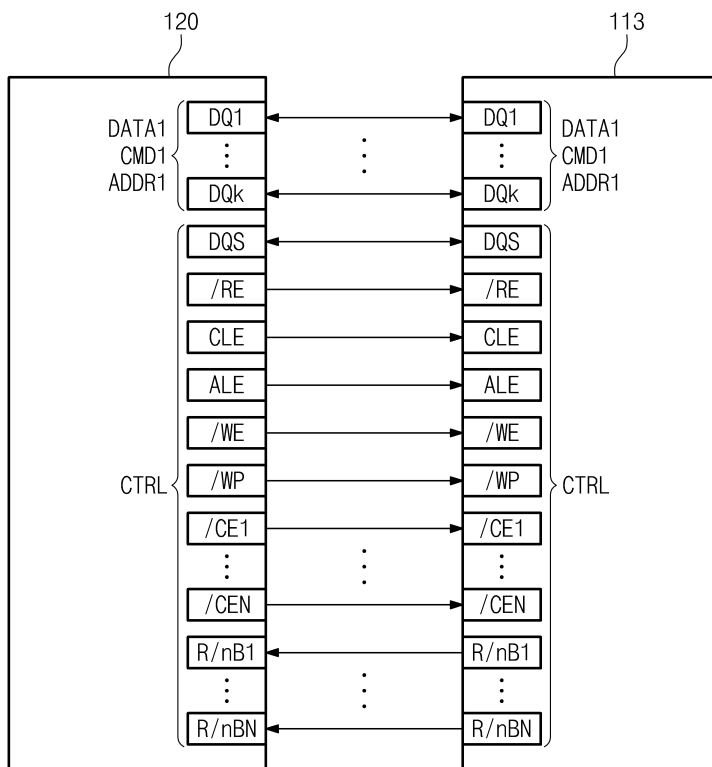 120
113
DATA1
CMD1
ADDR1
DQ1
DQk
DQ1
DQk
DATA1
CMD1
ADDR1
CTRL
DQS
/RE
CLE
ALE
/WE
/WP
/CE1
/CEN
R/nB1
R/nBN
DQS
/RE
CLE
ALE
/WE
/WP
/CE1
/CEN
R/nB1
R/nBN
CTRL